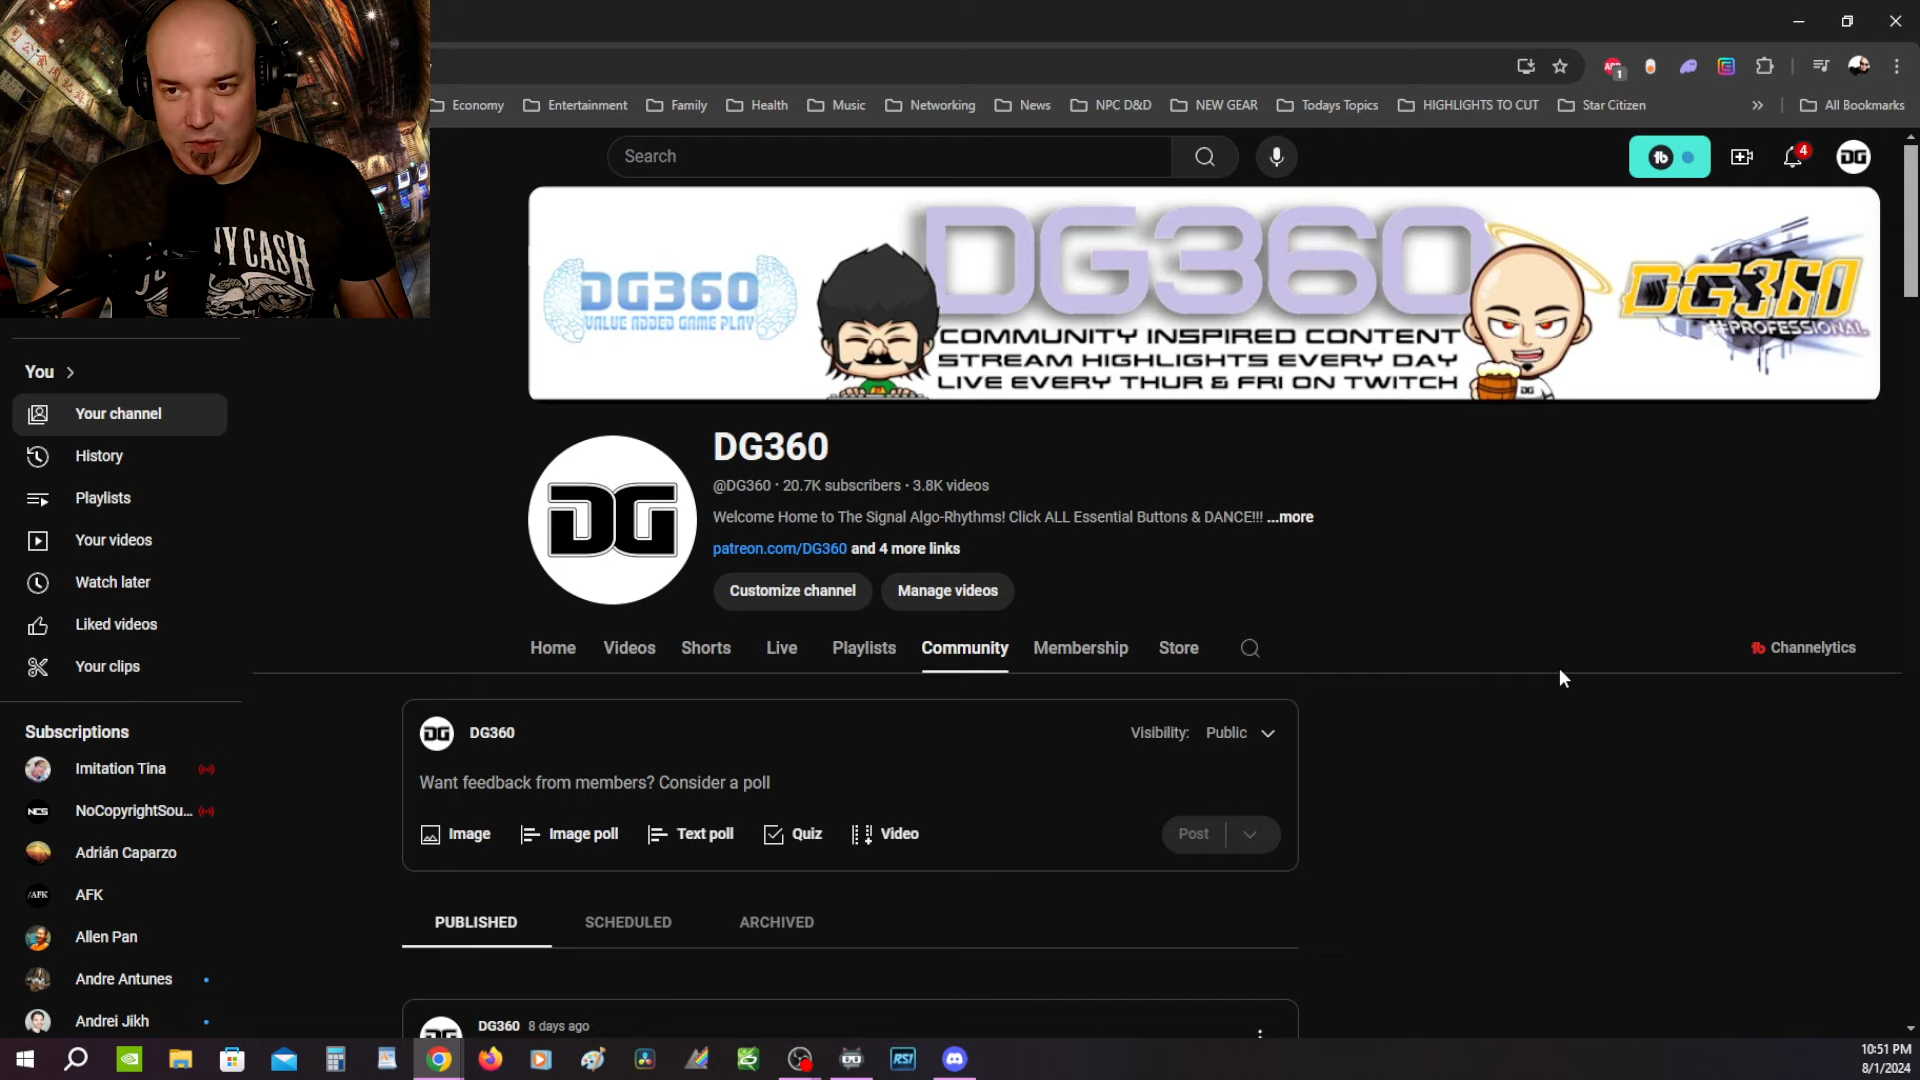 Economy
Entertainment
Family
Health
Music
Networking
News
NPC D&D
NEW GEAR
Todays Topics
HIGHLIGHTS TO CUT
Star Citizen
»
All Bookmarks
NY CASH
Search
4
DG
DG360
VALUE ADDED GAME PLAY
DG360
COMMUNITY INSPIRED CONTENT
STREAM HIGHLIGHTS EVERY DAY
LIVE EVERY THUR & FRI ON TWITCH
DG360
#PROFESSIONAL
You
Your channel
History
Playlists
Your videos
Watch later
Liked videos
Your clips
Subscriptions
Imitation Tina
NoCopyrightSou...
Adrián Caparzo
AFK
Allen Pan
Andre Antunes
Andrei Jikh
DG
DG360
@DG360 · 20.7K subscribers · 3.8K videos
Welcome Home to The Signal Algo-Rhythms! Click ALL Essential Buttons & DANCE!!! ...more
patreon.com/DG360 and 4 more links
Customize channel
Manage videos
Home
Videos
Shorts
Live
Playlists
Community
Membership
Store
Channelytics
DG
DG360
Visibility: Public
Want feedback from members? Consider a poll
Image
Image poll
Text poll
Quiz
Video
Post
PUBLISHED
SCHEDULED
ARCHIVED
DG360 8 days ago
RSI
10:51 PM
8/1/2024